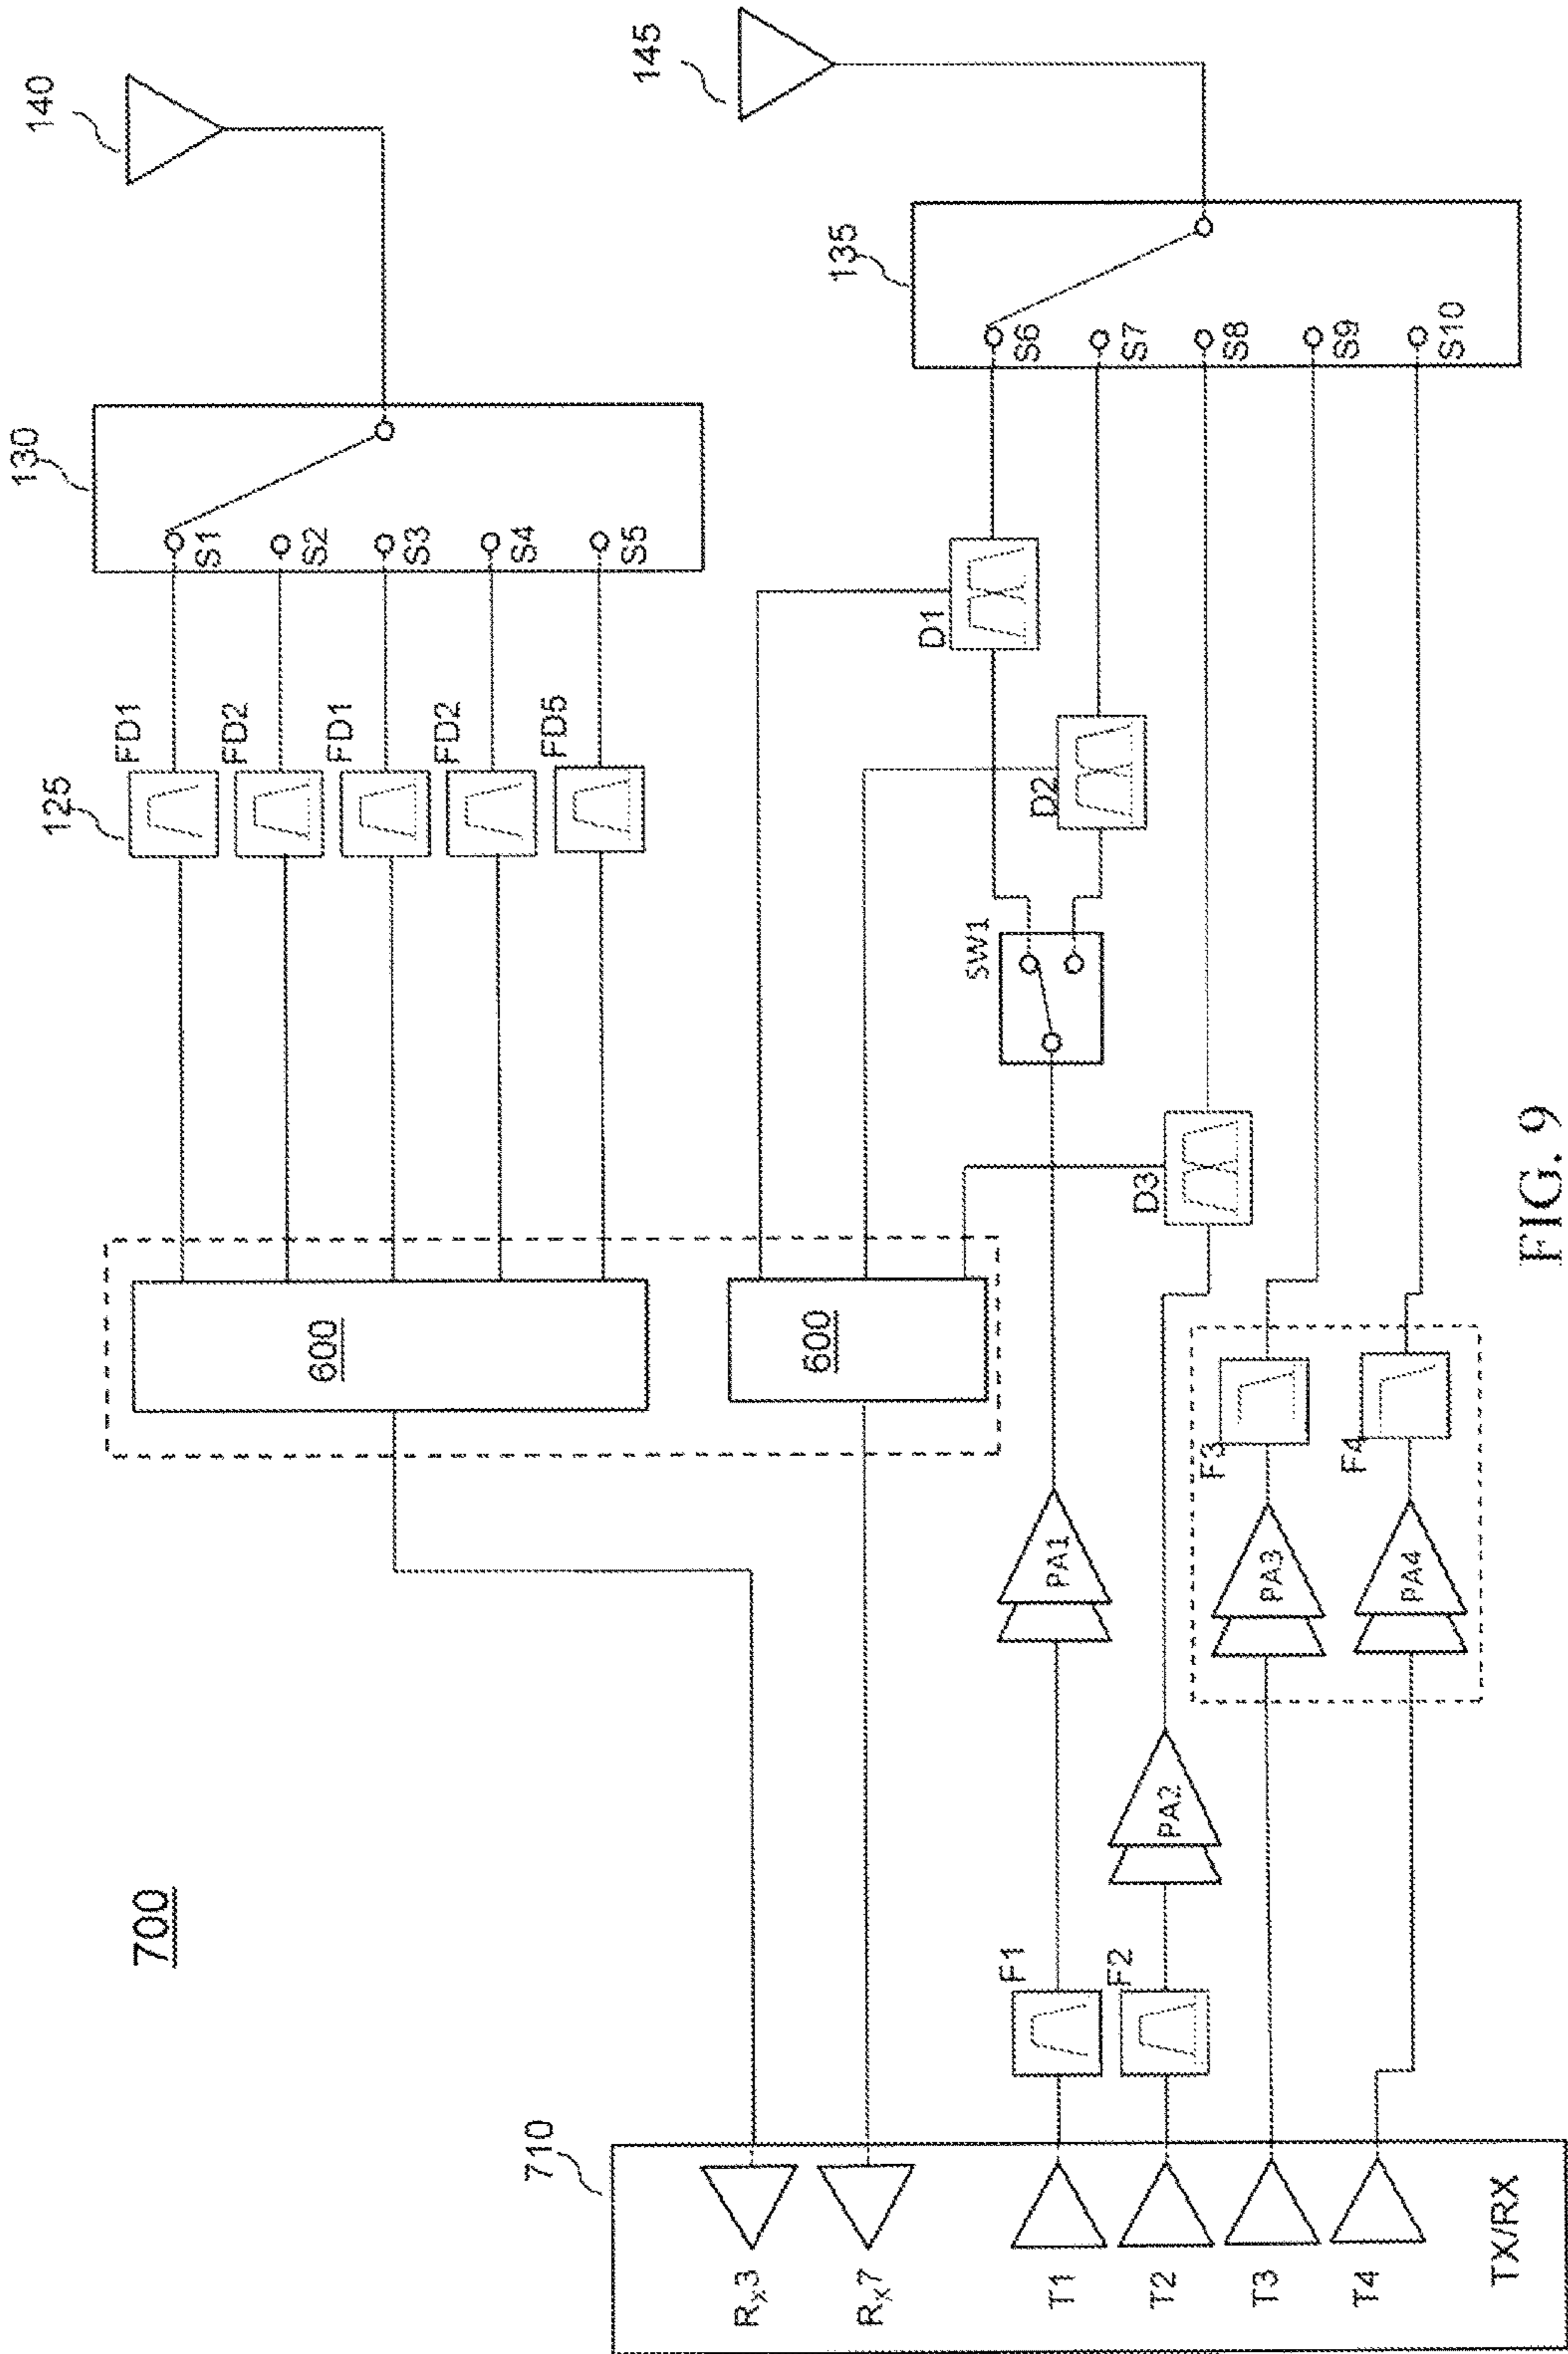 700
140
130
S1
S2
S3
S4
S5
125
FD1
FD2
FD1
FD2
FD5
600
600
145
135
S6
S7
S8
S9
S10
D1
D2
SW1
D3
F3
F4
PA1
PA2
PA3
PA4
F1
F2
710
Rx3
Rx7
T1
T2
T3
T4
TX/RX
FIG. 9